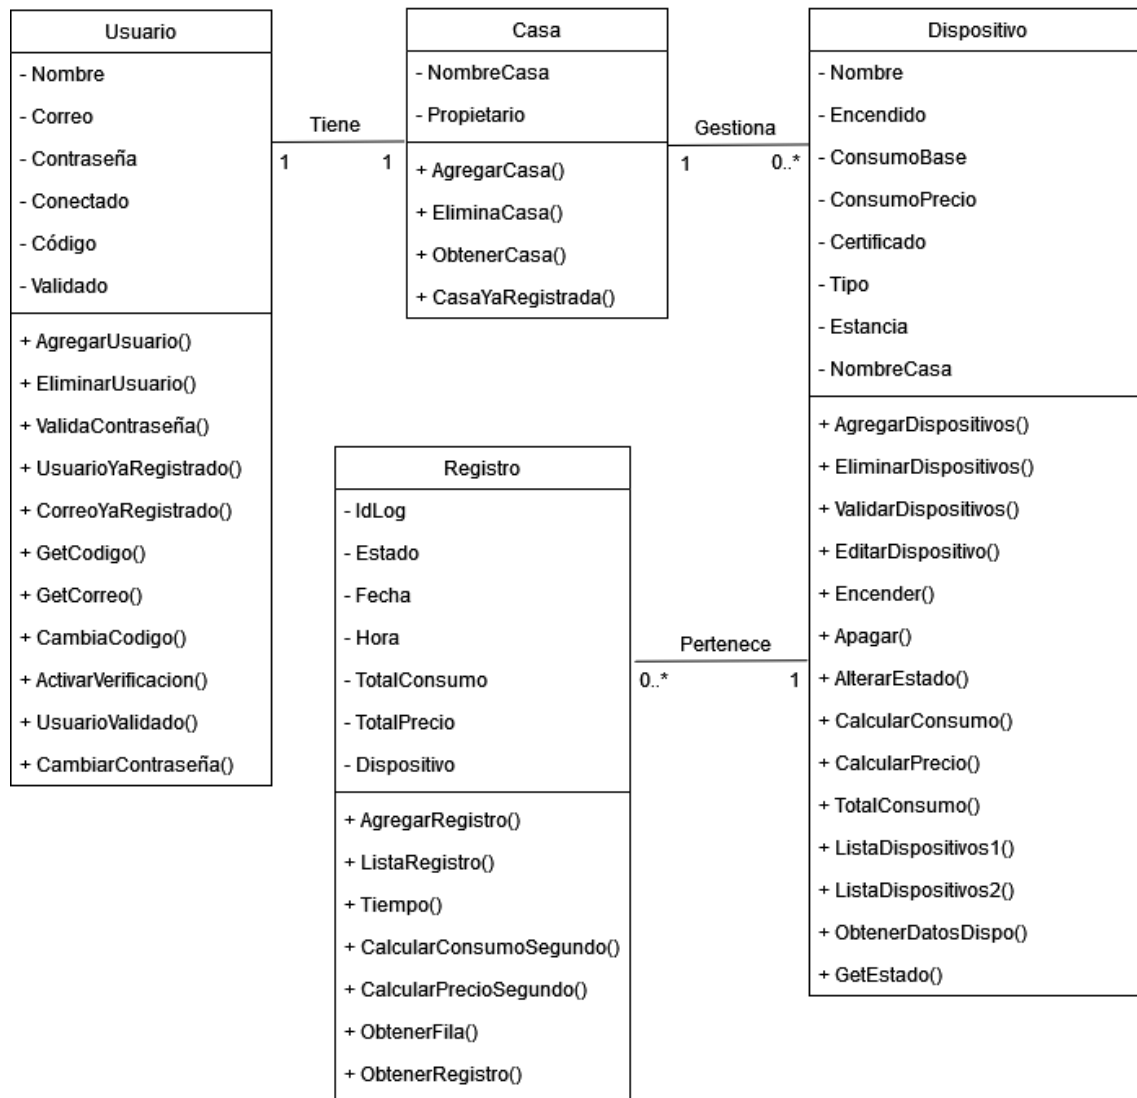 Usuario
- Nombre
- Correo
- Contraseña
- Conectado
- Código
- Validado
+ AgregarUsuario()
+ EliminarUsuario()
+ ValidaContraseña()
+ UsuarioYaRegistrado()
+ CorreoYaRegistrado()
+ GetCodigo()
+ GetCorreo()
+ CambiaCodigo()
+ ActivarVerificacion()
+ UsuarioValidado()
+ CambiarContraseña()
Tiene
1
1
Casa
- NombreCasa
- Propietario
+ AgregarCasa()
+ EliminaCasa()
+ ObtenerCasa()
+ CasaYaRegistrada()
Gestiona
1
0..*
Dispositivo
- Nombre
- Encendido
- ConsumoBase
- ConsumoPrecio
- Certificado
- Tipo
- Estancia
- NombreCasa
+ AgregarDispositivos()
+ EliminarDispositivos()
+ ValidarDispositivos()
+ EditarDispositivo()
+ Encender()
+ Apagar()
+ AlterarEstado()
+ CalcularConsumo()
+ CalcularPrecio()
+ TotalConsumo()
+ ListaDispositivos1()
+ ListaDispositivos2()
+ ObtenerDatosDispo()
+ GetEstado()
Pertenece
0..*
1
Registro
- IdLog
- Estado
- Fecha
- Hora
- TotalConsumo
- TotalPrecio
- Dispositivo
+ AgregarRegistro()
+ ListaRegistro()
+ Tiempo()
+ CalcularConsumoSegundo()
+ CalcularPrecioSegundo()
+ ObtenerFila()
+ ObtenerRegistro()